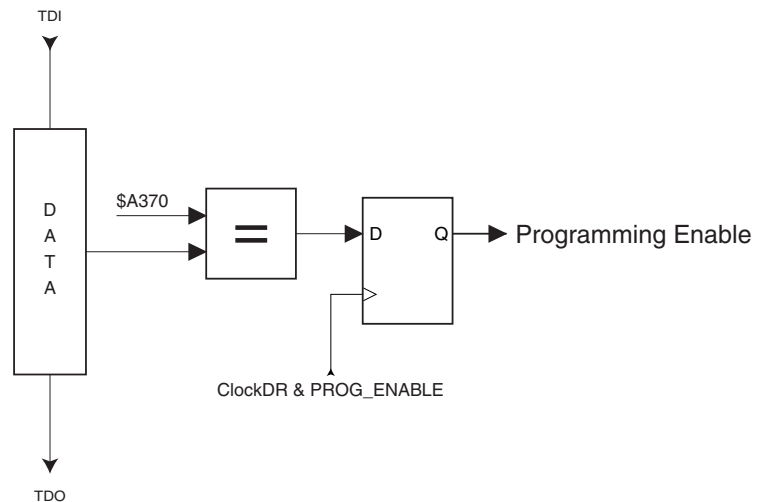 TDI
D
A
T
A
$A370
=
D
Q
Programming Enable
ClockDR & PROG_ENABLE
TDO